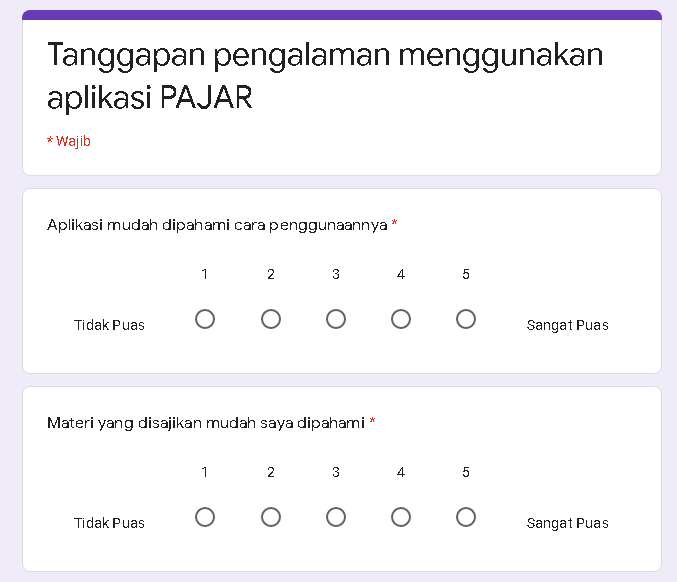 Tanggapan pengalaman menggunakan
aplikasi PAJAR
* Wajib
Aplikasi mudah dipahami cara penggunaannya *
1 2 3 4 5
Tidak Puas Sangat Puas
Materi yang disajikan mudah saya dipahami *
1 2 3 4 5
Tidak Puas Sangat Puas